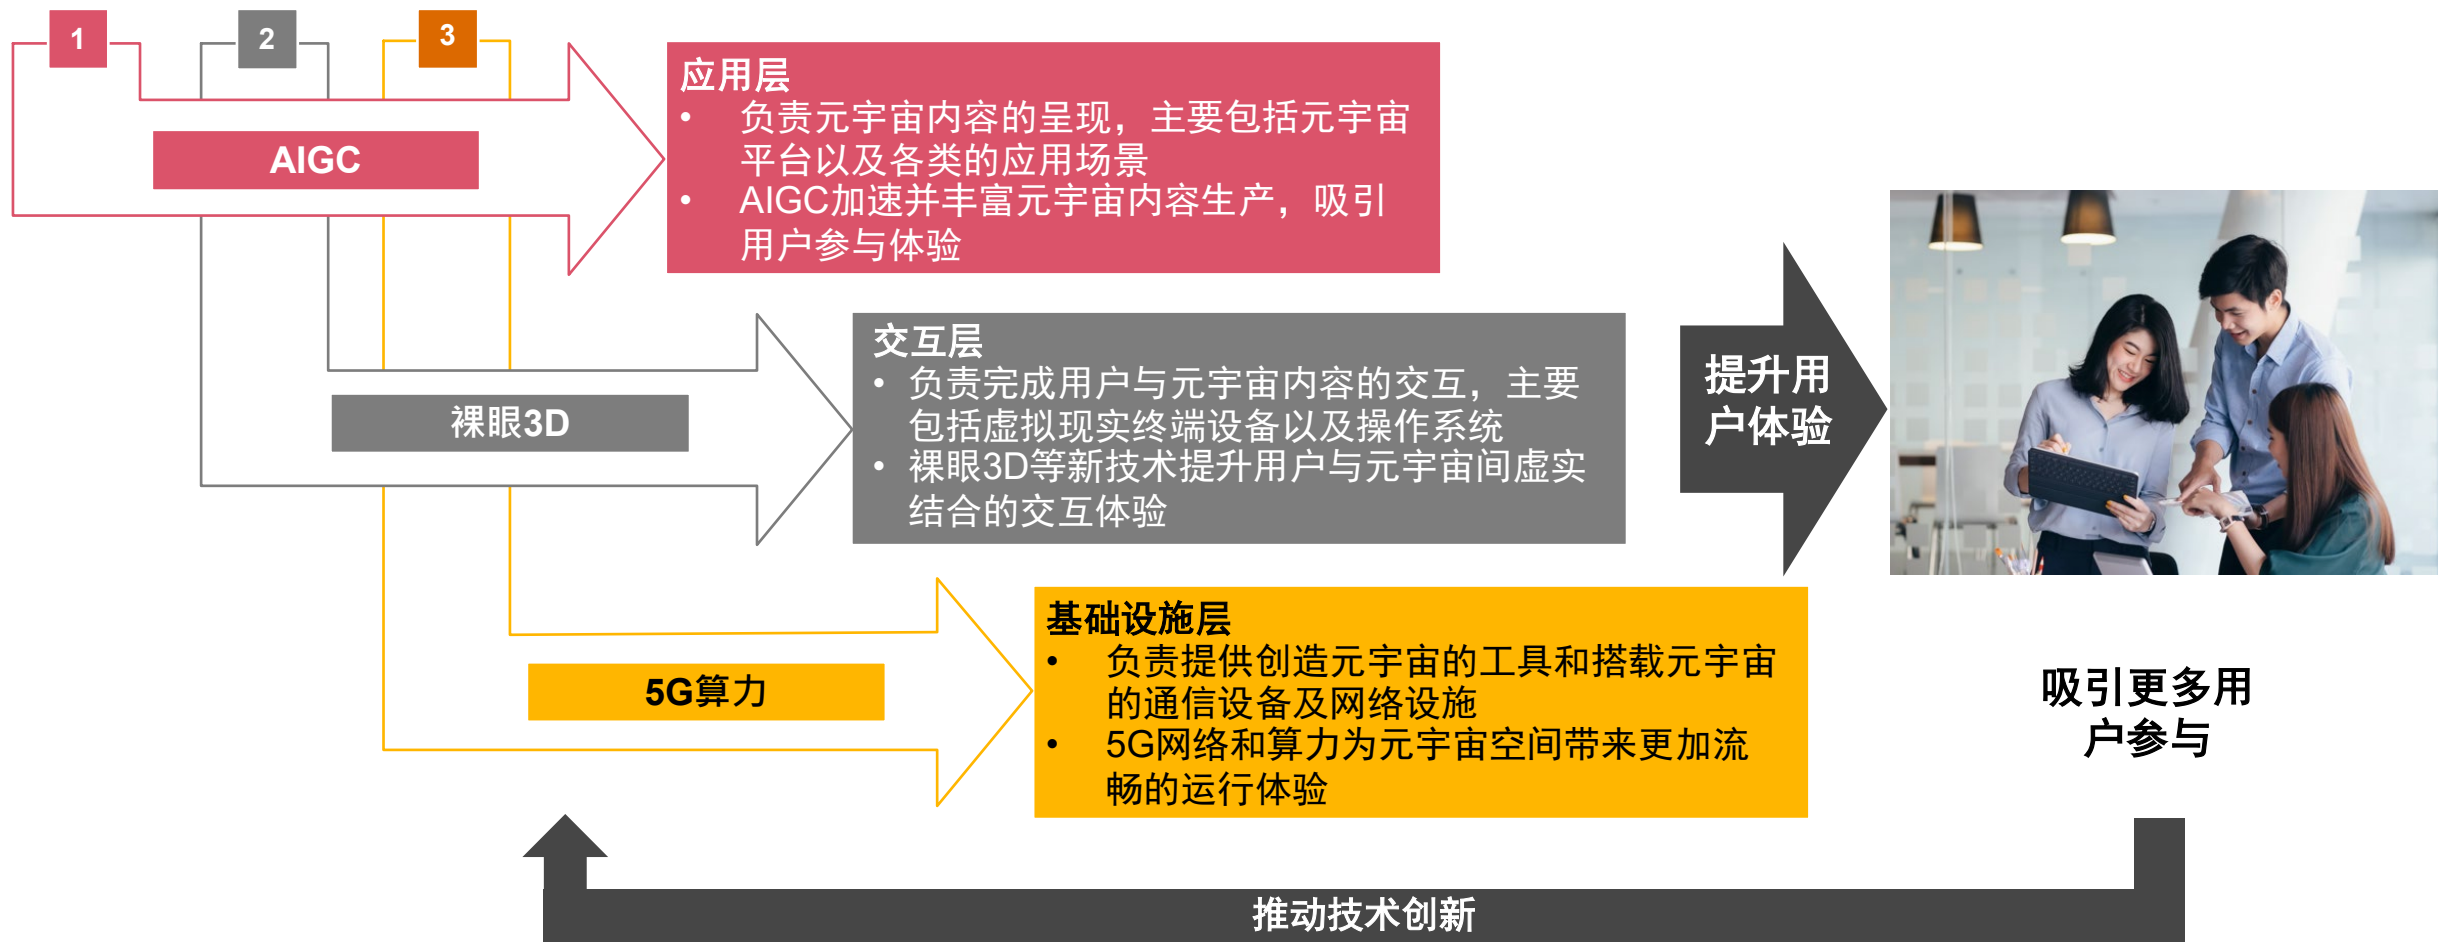 1
2
3
AIGC
应用层
• 负责元宇宙内容的呈现，主要包括元宇宙
平台以及各类的应用场景
• AIGC加速并丰富元宇宙内容生产，吸引
用户参与体验
裸眼3D
交互层
• 负责完成用户与元宇宙内容的交互，主要
包括虚拟现实终端设备以及操作系统
• 裸眼3D等新技术提升用户与元宇宙间虚实
结合的交互体验
5G算力
基础设施层
• 负责提供创造元宇宙的工具和搭载元宇宙
的通信设备及网络设施
• 5G网络和算力为元宇宙空间带来更加流
畅的运行体验
提升用
户体验
吸引更多用
户参与
推动技术创新